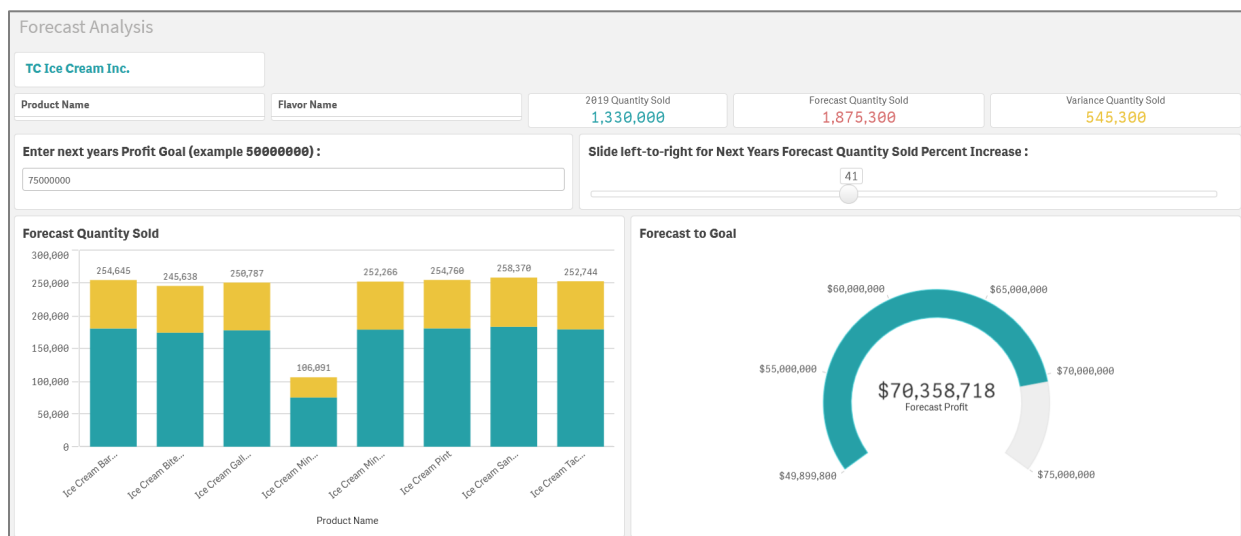 Forecast Analysis
TC Ice Cream Inc.
Product Name
Flavor Name
2019 Quantity Sold
1,330,000
Forecast Quantity Sold
1,875,300
Variance Quantity Sold
545,300
Enter next years Profit Goal (example 50000000) :
75000000
Slide left-to-right for Next Years Forecast Quantity Sold Percent Increase :
41
Forecast Quantity Sold
300,000
250,000
200,000
150,000
100,000
50,000
0
254,645
245,638
250,787
106,091
252,266
254,760
258,370
252,744
Ice Cream Bar...
Ice Cream Bite...
Ice Cream Gall...
Ice Cream Min...
Ice Cream Min...
Ice Cream Pint
Ice Cream San...
Ice Cream Tac...
Product Name
Forecast to Goal
$60,000,000
$65,000,000
$55,000,000
$70,000,000
$70,358,718
Forecast Profit
$49,899,800
$75,000,000